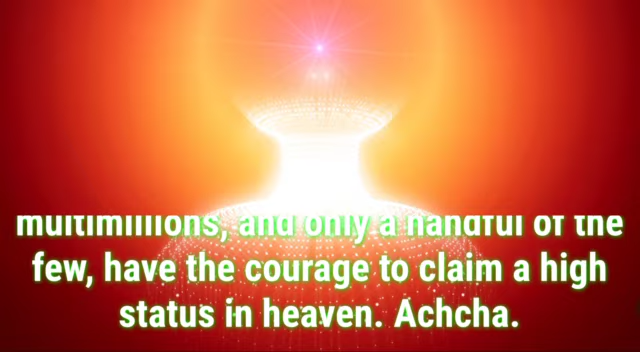 multimillions, and only a handful of the
few, have the courage to claim a high
status in heaven. Achcha.